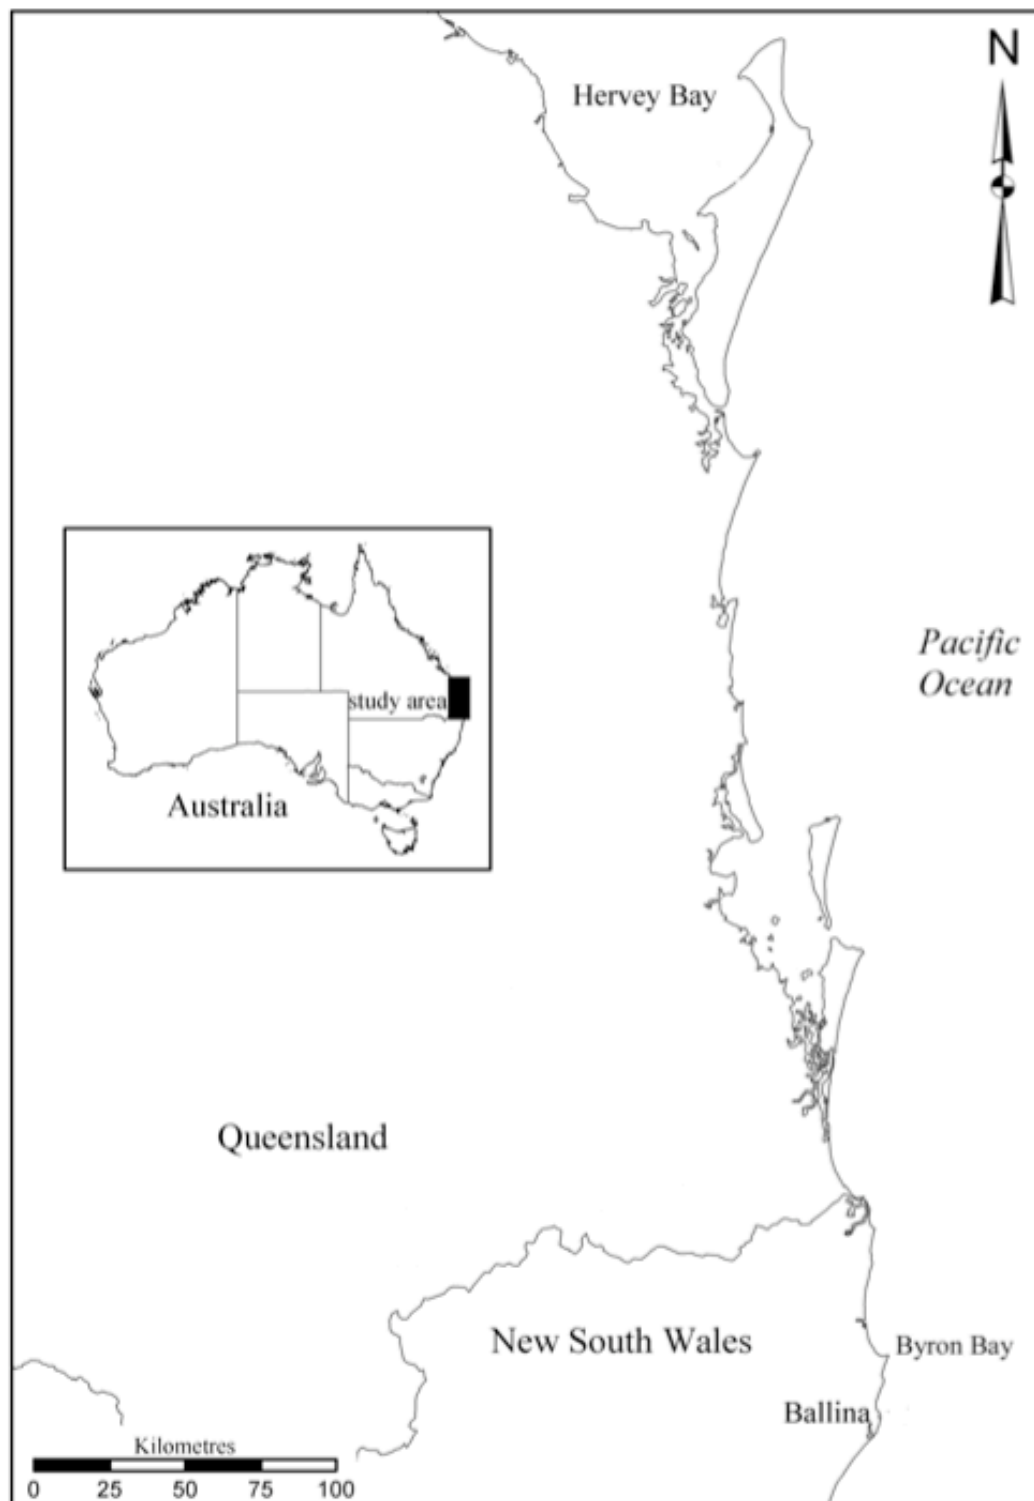 N
Hervey Bay
Pacific
Ocean
study area
Australia
Queensland
New South Wales
Byron Bay
Ballina
Kilometres
0 25 50 75 100